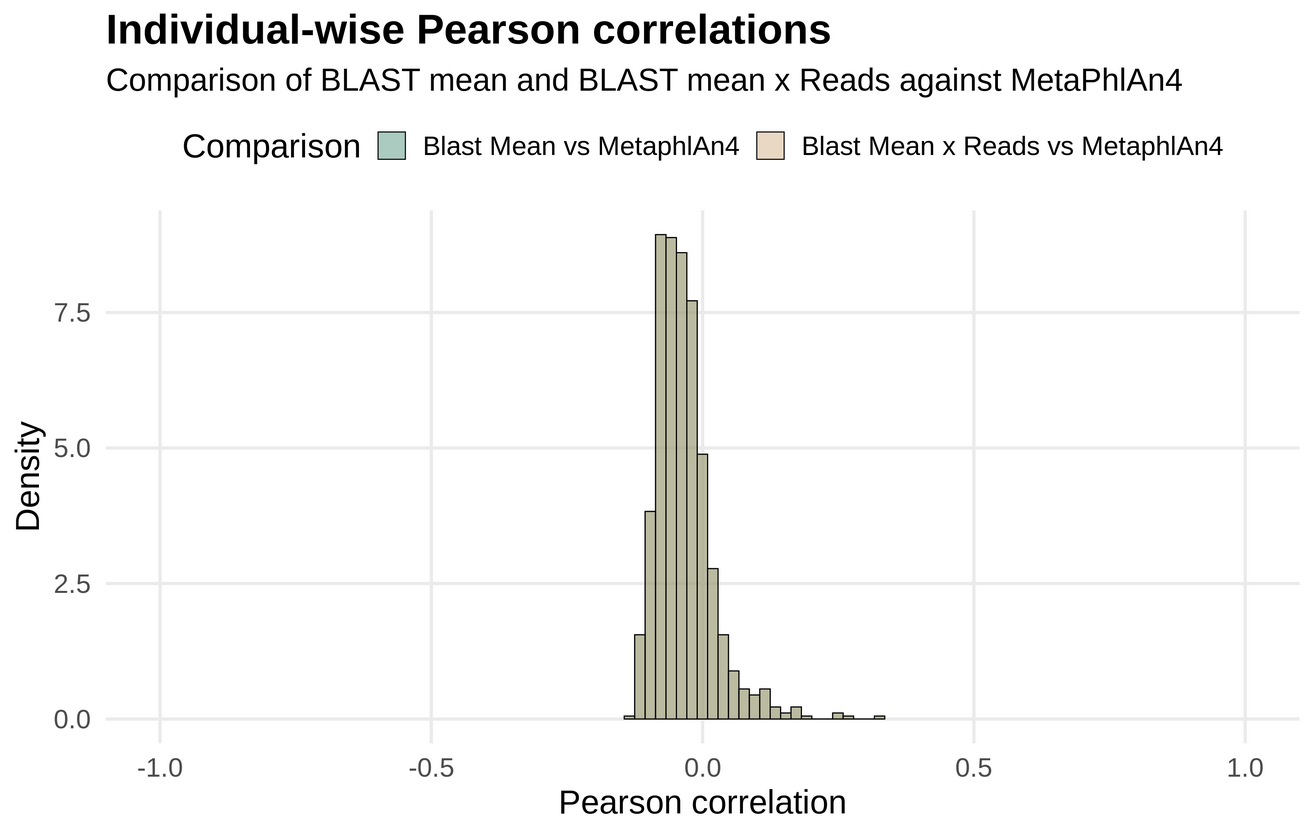 Individual-wise Pearson correlations
Comparison of BLAST mean and BLAST mean x Reads against MetaPhlAn4
Comparison Blast Mean vs MetaphlAn4 Blast Mean x Reads vs MetaphlAn4
7.5
5.0
2.5
0.0
Density
-1.0 -0.5 0.0 0.5 1.0
Pearson correlation